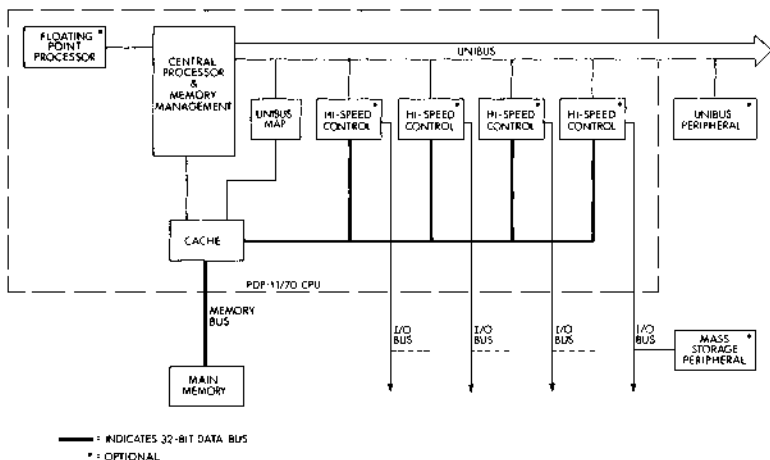 FLOATING *
POINT
PROCESSOR
CENTRAL
PROCESSOR
&
MEMORY
MANAGEMENT
UNIBUS
UNIBUS
MAP
HI-SPEED *
CONTROL
HI-SPEED *
CONTROL
HI-SPEED *
CONTROL
HI-SPEED *
CONTROL
UNIBUS *
PERIPHERAL
CACHE
PDP-11/70 CPU
MEMORY
BUS
I/O
BUS
I/O
BUS
I/O
BUS
I/O
BUS
MASS *
STORAGE
PERIPHERAL
MAIN
MEMORY
= INDICATES 32-BIT DATA BUS
* = OPTIONAL